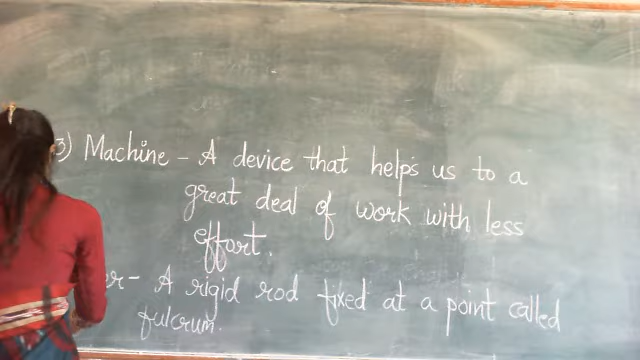 3) Machine - A device that helps us to a
great deal of work with less
effort.
er - A rigid rod fixed at a point called
fulcrum.